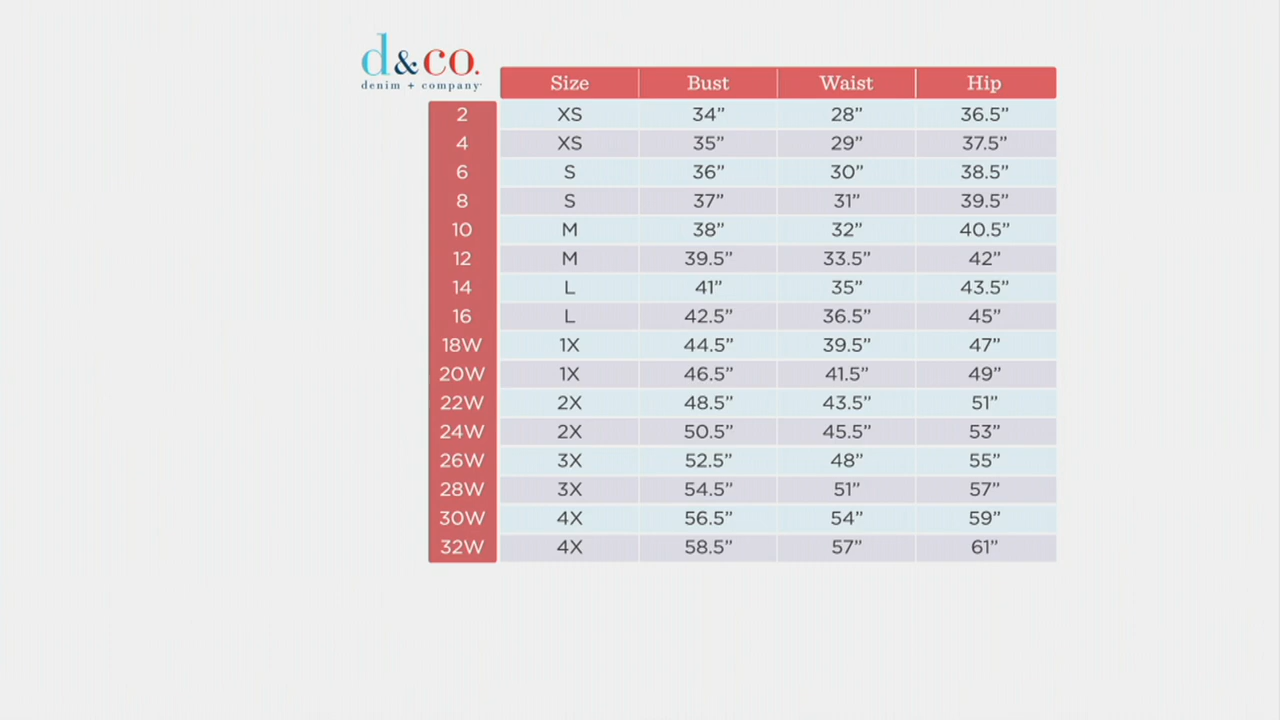 d&co.
denim + company
Size Bust Waist Hip
2 XS 34” 28” 36.5”
4 XS 35” 29” 37.5”
6 S 36” 30” 38.5”
8 S 37” 31” 39.5”
10 M 38” 32” 40.5”
12 M 39.5” 33.5” 42”
14 L 41” 35” 43.5”
16 L 42.5” 36.5” 45”
18W 1X 44.5” 39.5” 47”
20W 1X 46.5” 41.5” 49”
22W 2X 48.5” 43.5” 51”
24W 2X 50.5” 45.5” 53”
26W 3X 52.5” 48” 55”
28W 3X 54.5” 51” 57”
30W 4X 56.5” 54” 59”
32W 4X 58.5” 57” 61”